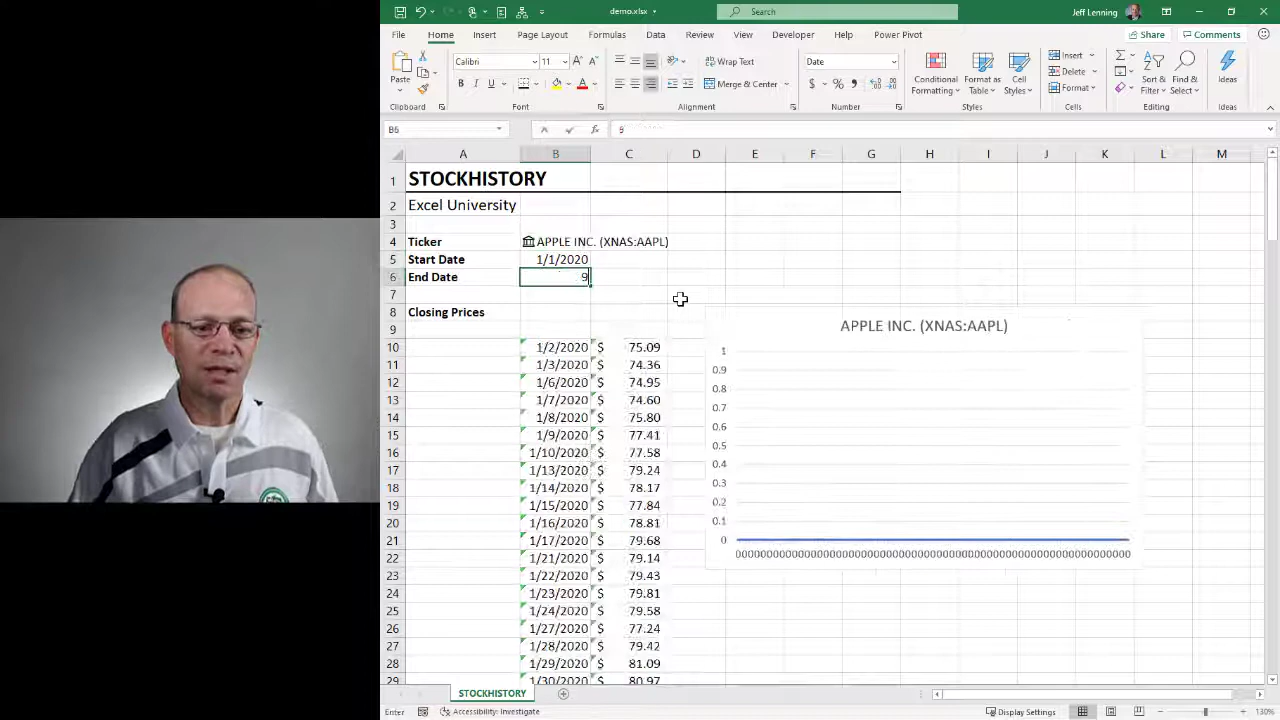 demo.xlsx
Search
Jeff Lenning
File Home Insert Page Layout Formulas Data Review View Developer Help Power Pivot Share Comments
Paste
Calibri 11
Wrap Text
Merge & Center
Date
Conditional Formatting
Format as Table
Cell Styles
Insert
Delete
Format
Sort & Filter
Find & Select
Ideas
Clipboard Font Alignment Number Styles Cells Editing Ideas
B6 fx 9
A B C D E F G H I J K L M
1 STOCKHISTORY
2 Excel University
3
4 Ticker APPLE INC. (XNAS:AAPL)
5 Start Date 1/1/2020
6 End Date 9
7
8 Closing Prices
9
10 1/2/2020 $ 75.09
11 1/3/2020 $ 74.36
12 1/6/2020 $ 74.95
13 1/7/2020 $ 74.60
14 1/8/2020 $ 75.80
15 1/9/2020 $ 77.41
16 1/10/2020 $ 77.58
17 1/13/2020 $ 79.24
18 1/14/2020 $ 78.17
19 1/15/2020 $ 77.84
20 1/16/2020 $ 78.81
21 1/17/2020 $ 79.68
22 1/21/2020 $ 79.14
23 1/22/2020 $ 79.43
24 1/23/2020 $ 79.81
25 1/24/2020 $ 79.58
26 1/27/2020 $ 77.24
27 1/28/2020 $ 79.42
28 1/29/2020 $ 81.09
29 1/30/2020 $ 80.97
APPLE INC. (XNAS:AAPL)
1
0.9
0.8
0.7
0.6
0.5
0.4
0.3
0.2
0.1
0
STOCKHISTORY
Enter Accessibility: Investigate Display Settings 130%